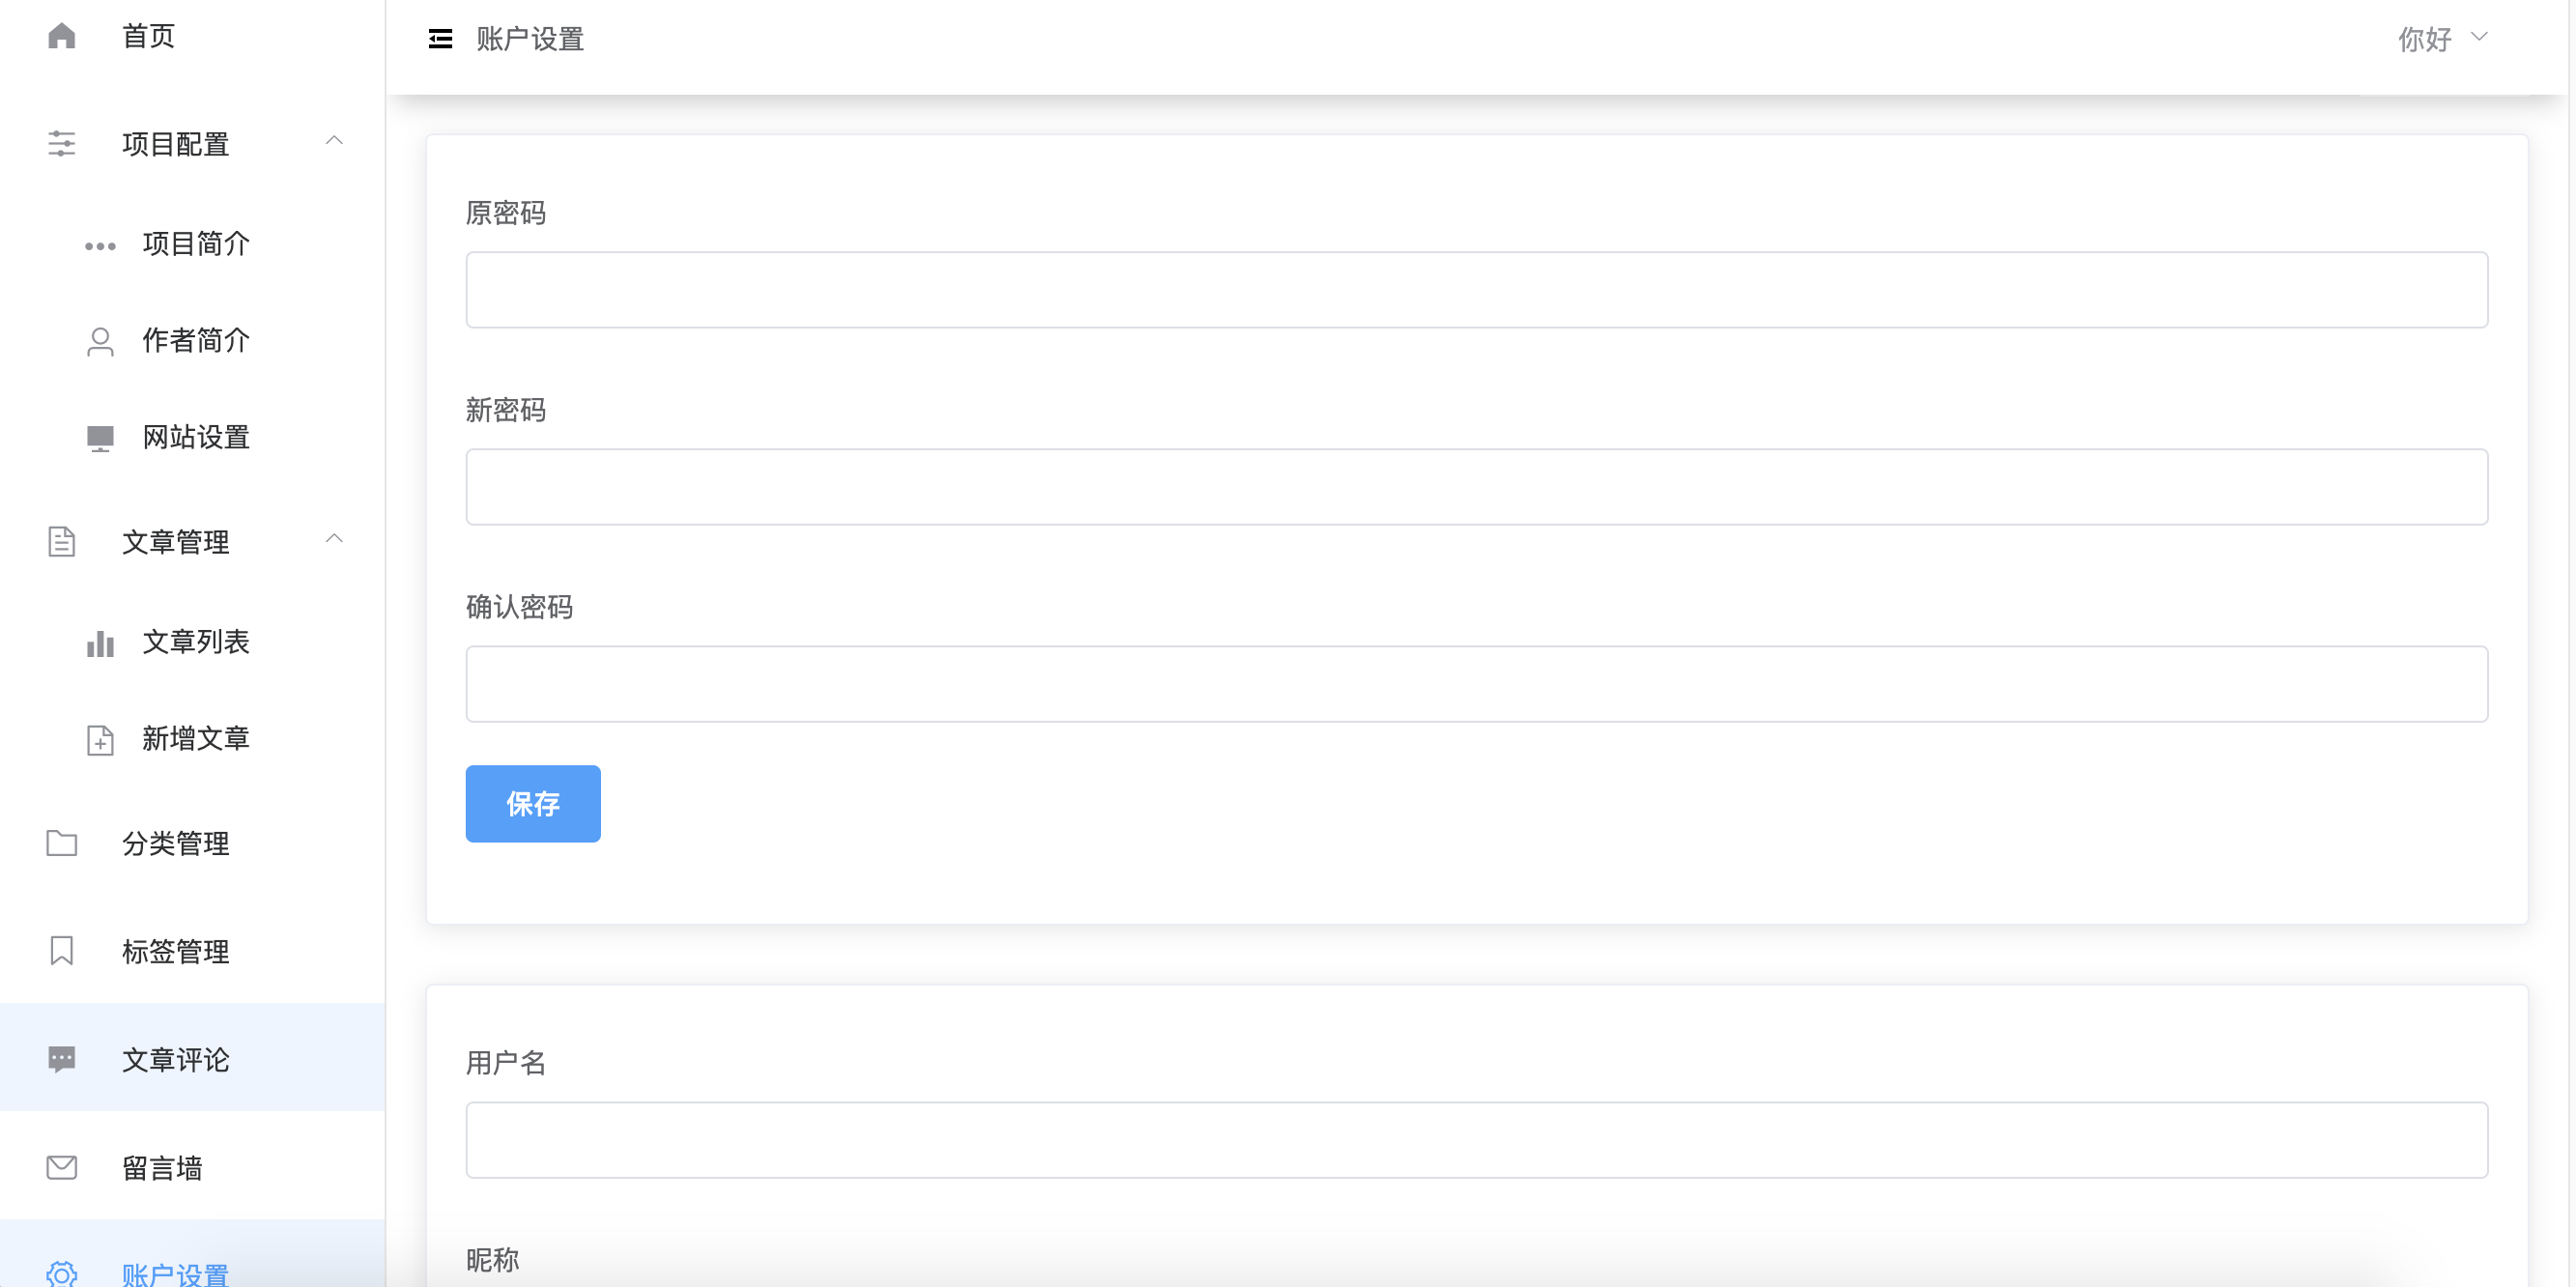 首页
项目配置
项目简介
作者简介
网站设置
文章管理
文章列表
新增文章
分类管理
标签管理
文章评论
留言墙
账户设置
账户设置
你好
原密码
新密码
确认密码
保存
用户名
昵称